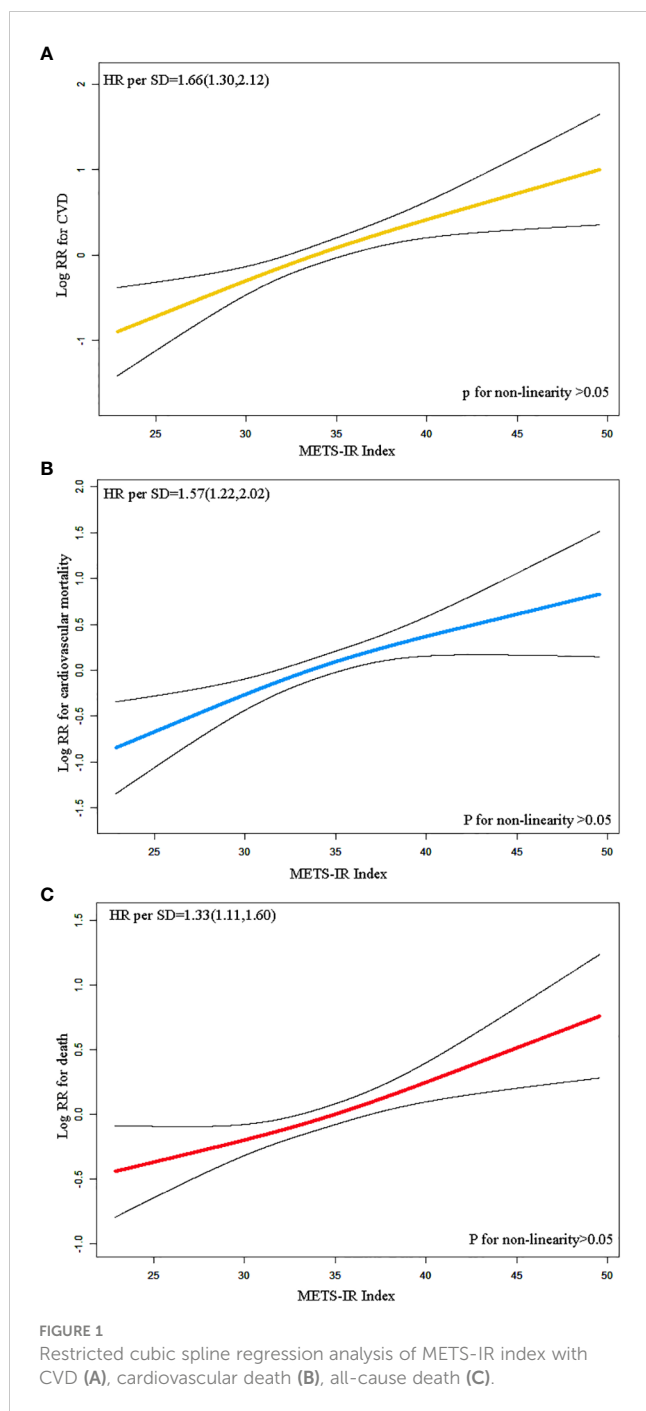 A
HR per SD=1.66(1.30,2.12)
2
1
0
-1
Log RR for CVD
p for non-linearity >0.05
25 30 35 40 45 50
METS-IR Index
B
HR per SD=1.57(1.22,2.02)
2.0
1.5
1.0
0.5
0.0
-0.5
-1.0
-1.5
Log RR for cardiovascular mortality
P for non-linearity >0.05
25 30 35 40 45 50
METS-IR Index
C
HR per SD=1.33(1.11,1.60)
1.5
1.0
0.5
0.0
-0.5
-1.0
Log RR for death
P for non-linearity>0.05
25 30 35 40 45 50
METS-IR Index
FIGURE 1
Restricted cubic spline regression analysis of METS-IR index with
CVD (A), cardiovascular death (B), all-cause death (C).